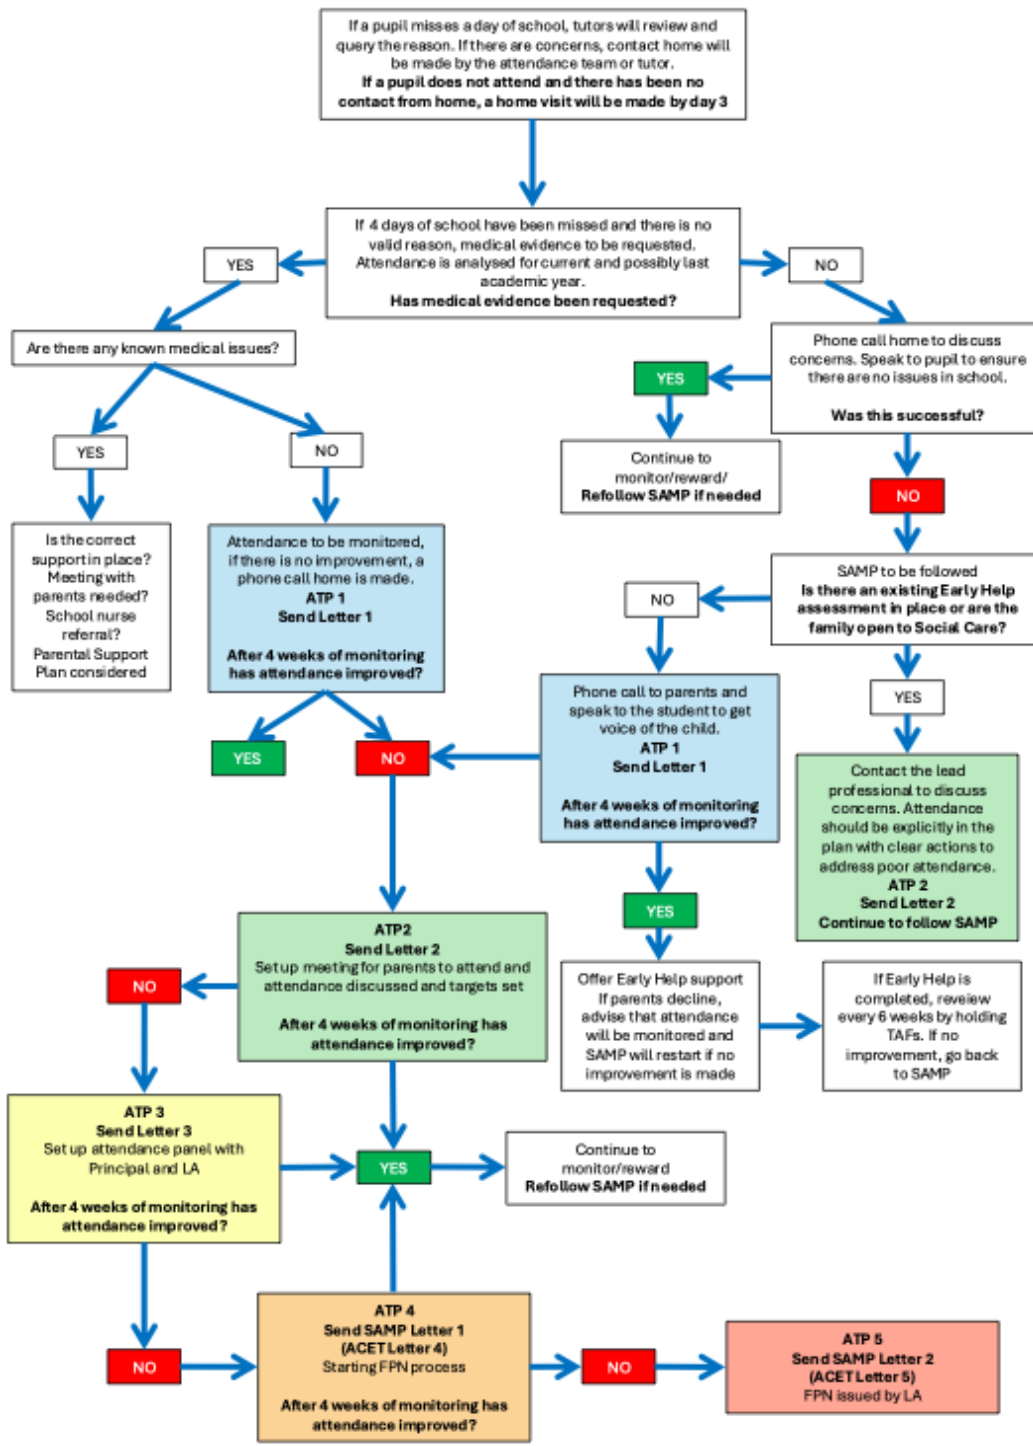 If a pupil misses a day of school, tutors will review and
query the reason. If there are concerns, contact home will
be made by the attendance team or tutor.
If a pupil does not attend and there has been no
contact from home, a home visit will be made by day 3
If 4 days of school have been missed and there is no
valid reason, medical evidence to be requested.
Attendance is analysed for current and possibly last
academic year.
Has medical evidence been requested?
YES
NO
Are there any known medical issues?
Phone call home to discuss
concerns. Speak to pupil to ensure
there are no issues in school.
Was this successful?
YES
YES
NO
Continue to
monitor/reward/
Refollow SAMP if needed
NO
Is the correct
support in place?
Meeting with
parents needed?
School nurse
referral?
Parental Support
Plan considered
Attendance to be monitored,
if there is no improvement, a
phone call home is made.
ATP 1
Send Letter 1
After 4 weeks of monitoring
has attendance improved?
SAMP to be followed
Is there an existing Early Help
assessment in place or are the
family open to Social Care?
NO
YES
Phone call to parents and
speak to the student to get
voice of the child.
ATP 1
Send Letter 1
After 4 weeks of monitoring
has attendance improved?
YES
NO
Contact the lead
professional to discuss
concerns. Attendance
should be explicitly in the
plan with clear actions to
address poor attendance.
ATP 2
Send Letter 2
Continue to follow SAMP
YES
ATP2
Send Letter 2
Set up meeting for parents to attend and
attendance discussed and targets set
After 4 weeks of monitoring has
attendance improved?
NO
Offer Early Help support
If parents decline,
advise that attendance
will be monitored and
SAMP will restart if no
improvement is made
If Early Help is
completed, reveiew
every 6 weeks by holding
TAFs. If no
improvement, go back
to SAMP
ATP 3
Send Letter 3
Set up attendance panel with
Principal and LA
After 4 weeks of monitoring has
attendance improved?
YES
Continue to
monitor/reward
Refollow SAMP if needed
NO
ATP 4
Send SAMP Letter 1
(ACET Letter 4)
Starting FPN process
After 4 weeks of monitoring has
attendance improved?
NO
ATP 5
Send SAMP Letter 2
(ACET Letter 5)
FPN issued by LA